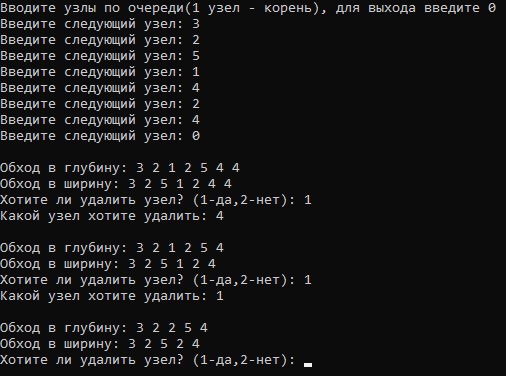 Вводите узлы по очереди(1 узел - корень), для выхода введите 0
Введите следующий узел: 3
Введите следующий узел: 2
Введите следующий узел: 5
Введите следующий узел: 1
Введите следующий узел: 4
Введите следующий узел: 2
Введите следующий узел: 4
Введите следующий узел: 0
Обход в глубину: 3 2 1 2 5 4 4
Обход в ширину: 3 2 5 1 2 4 4
Хотите ли удалить узел? (1-да,2-нет): 1
Какой узел хотите удалить: 4
Обход в глубину: 3 2 1 2 5 4
Обход в ширину: 3 2 5 1 2 4
Хотите ли удалить узел? (1-да,2-нет): 1
Какой узел хотите удалить: 1
Обход в глубину: 3 2 2 5 4
Обход в ширину: 3 2 5 2 4
Хотите ли удалить узел? (1-да,2-нет):